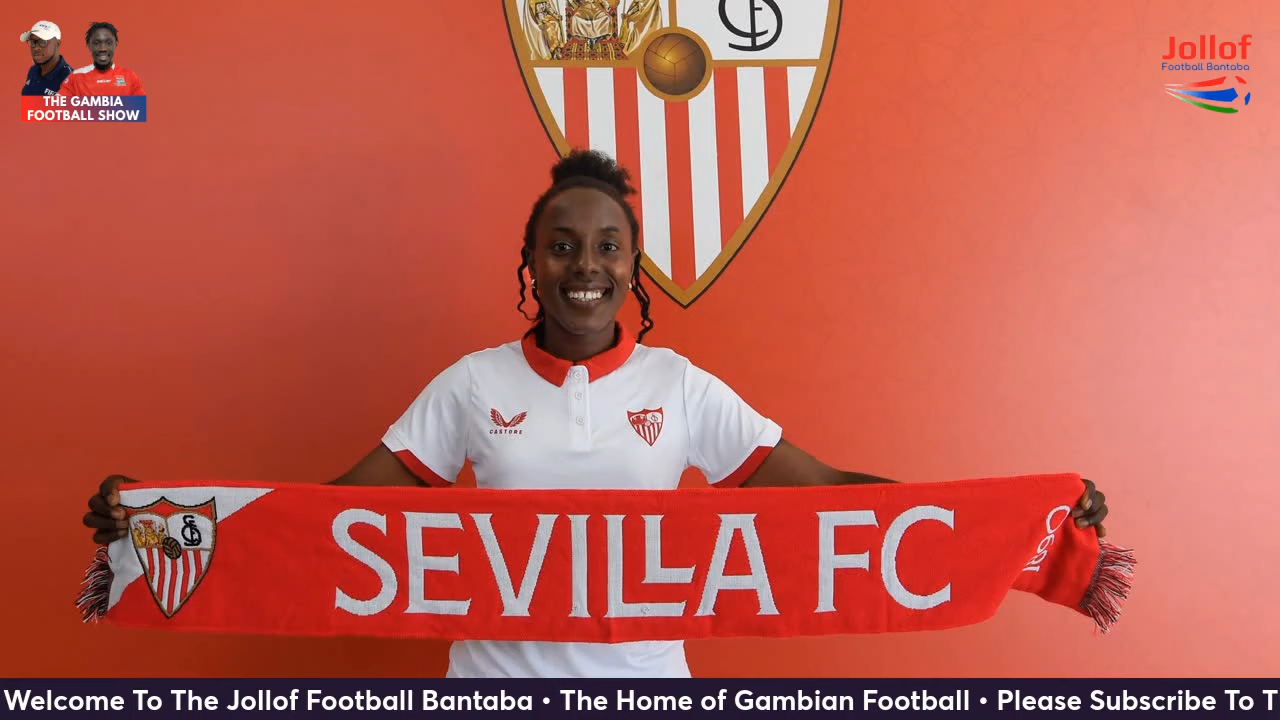 THE GAMBIA
FOOTBALL SHOW
Jollof
Football Bantaba
CASTORE
SEVILLA FC
1890
Welcome To The Jollof Football Bantaba • The Home of Gambian Football • Please Subscribe To T